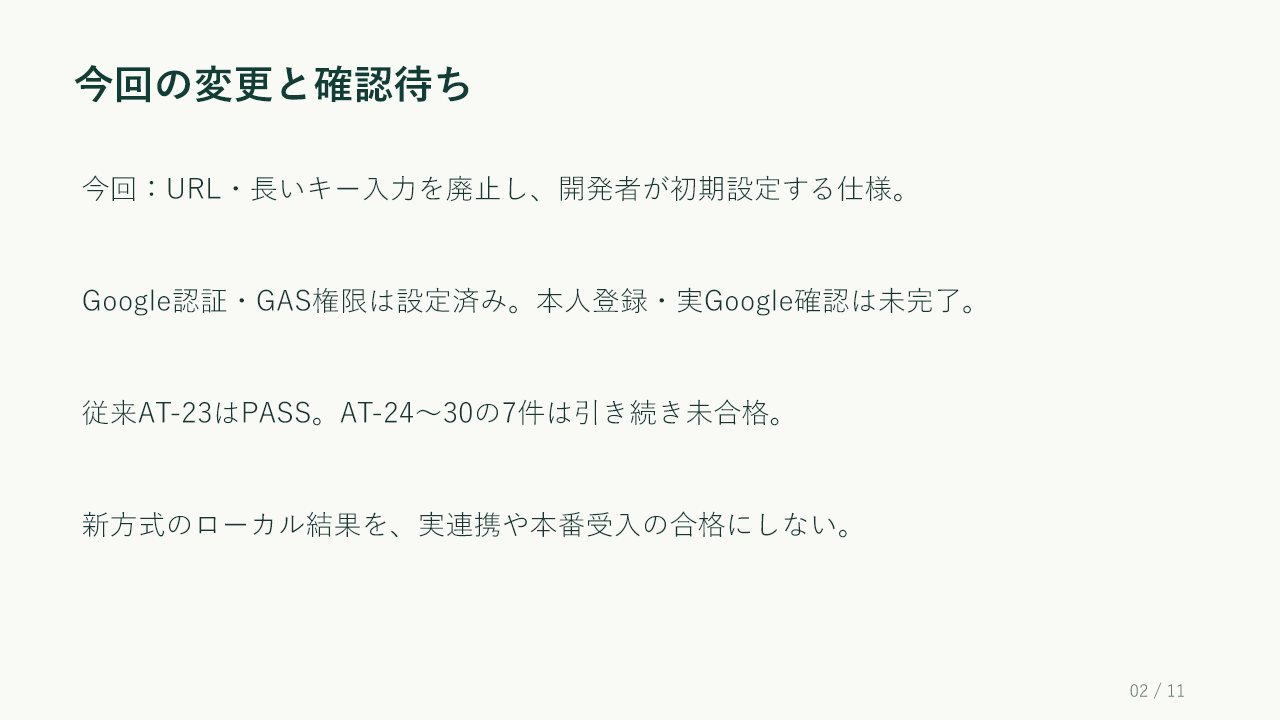 今回の変更と確認待ち
今回：URL・長いキー入力を廃止し、開発者が初期設定する仕様。
Google認証・GAS権限は設定済み。本人登録・実Google確認は未完了。
従来AT-23はPASS。AT-24〜30の7件は引き続き未合格。
新方式のローカル結果を、実連携や本番受入の合格にしない。
02 / 11